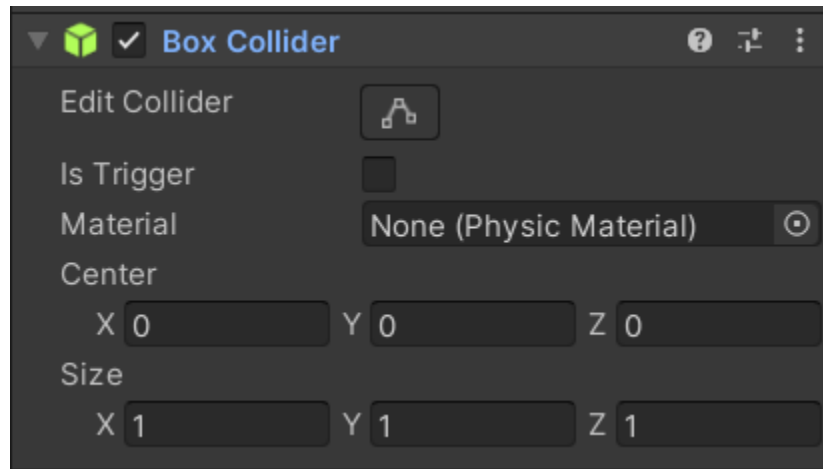 Box Collider
Edit Collider
Is Trigger
Material None (Physic Material)
Center
X 0 Y 0 Z 0
Size
X 1 Y 1 Z 1